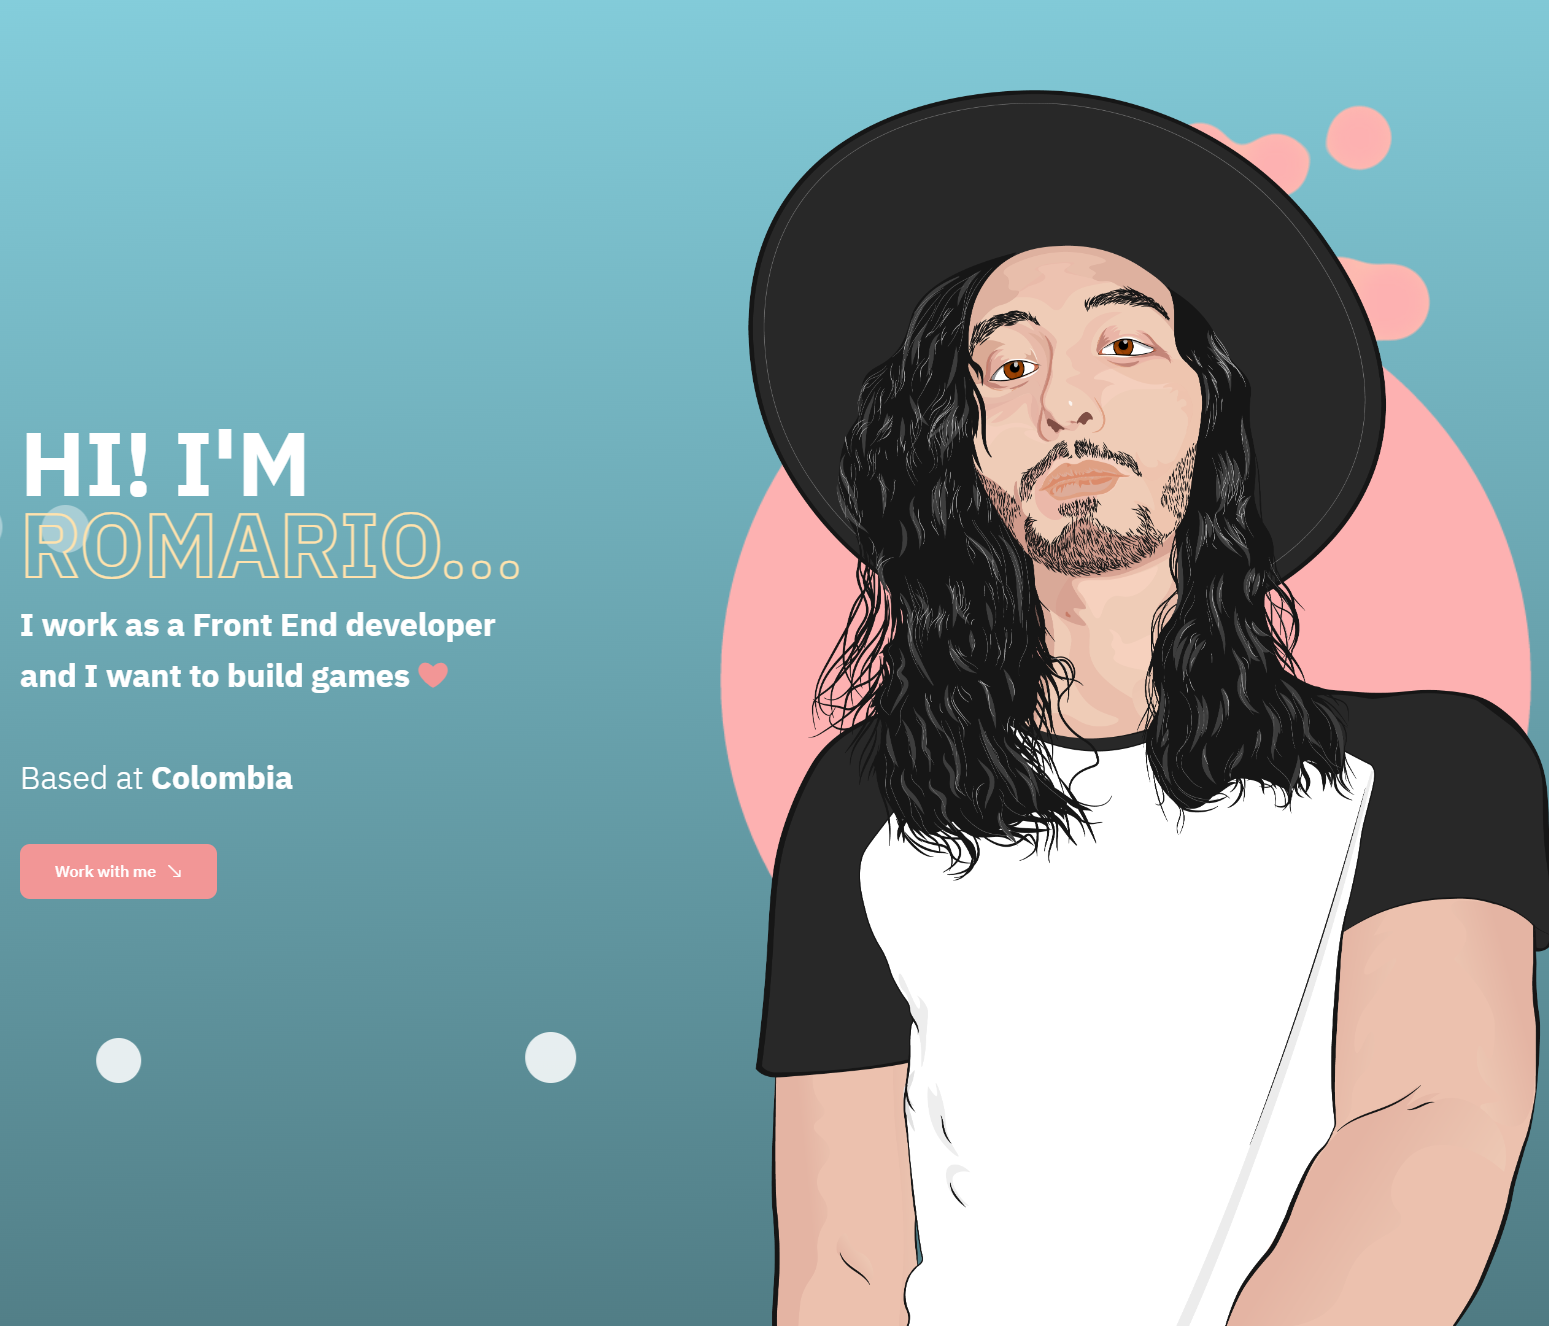 HI! I'M
ROMARIO...
I work as a Front End developer
and I want to build games
Based at Colombia
Work with me